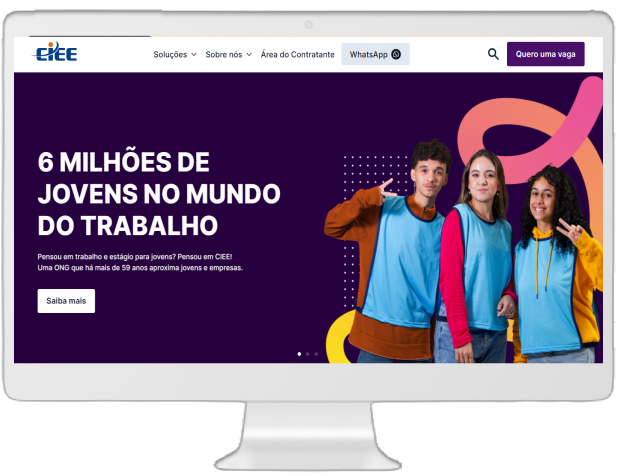 CIEE
Soluções Sobre nós Área do Contratante WhatsApp Quero uma vaga
6 MILHÕES DE
JOVENS NO MUNDO
DO TRABALHO
Pensou em trabalho e estágio para jovens? Pensou em CIEE!
Uma ONG que há mais de 59 anos aproxima jovens e empresas.
Saiba mais